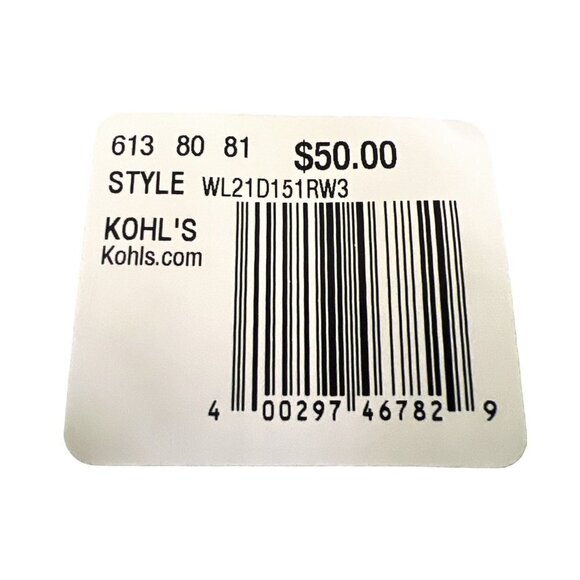 613 80 81 $50.00
STYLE WL21D151RW3
KOHL'S
Kohls.com
4 00297 46782 9